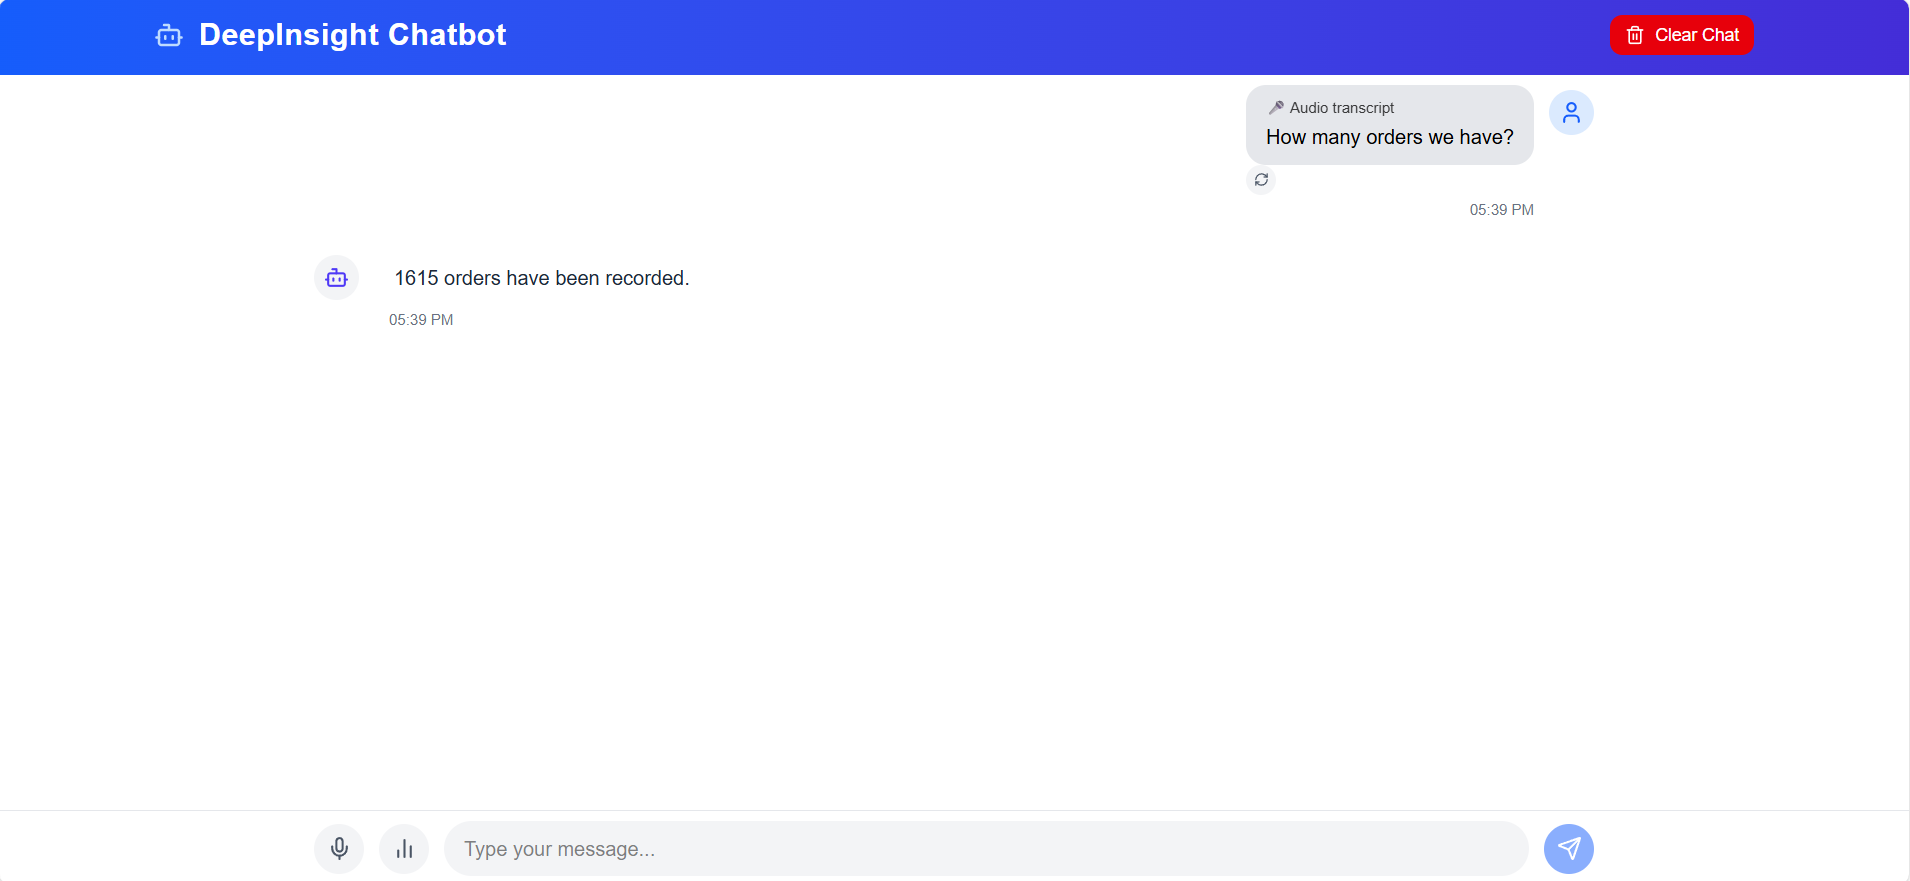 DeepInsight Chatbot
Clear Chat
Audio transcript
How many orders we have?
05:39 PM
1615 orders have been recorded.
05:39 PM
Type your message...